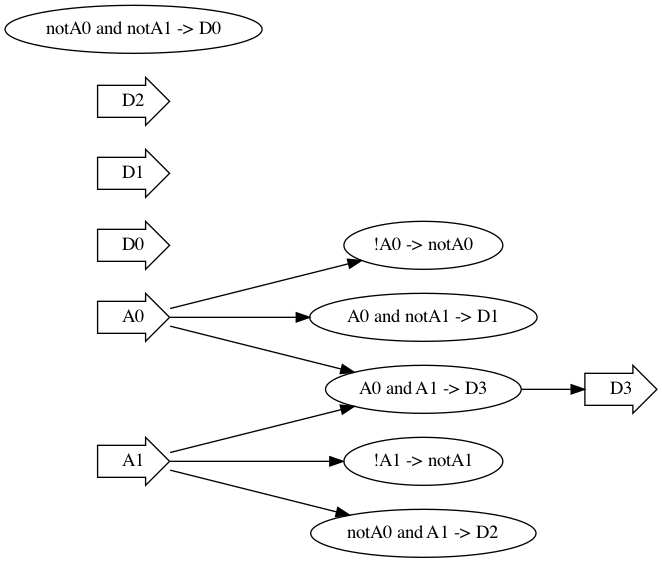 notA0 and notA1 -> D0
D2
D1
D0
!A0 -> notA0
A0
A0 and notA1 -> D1
A0 and A1 -> D3
D3
A1
!A1 -> notA1
notA0 and A1 -> D2